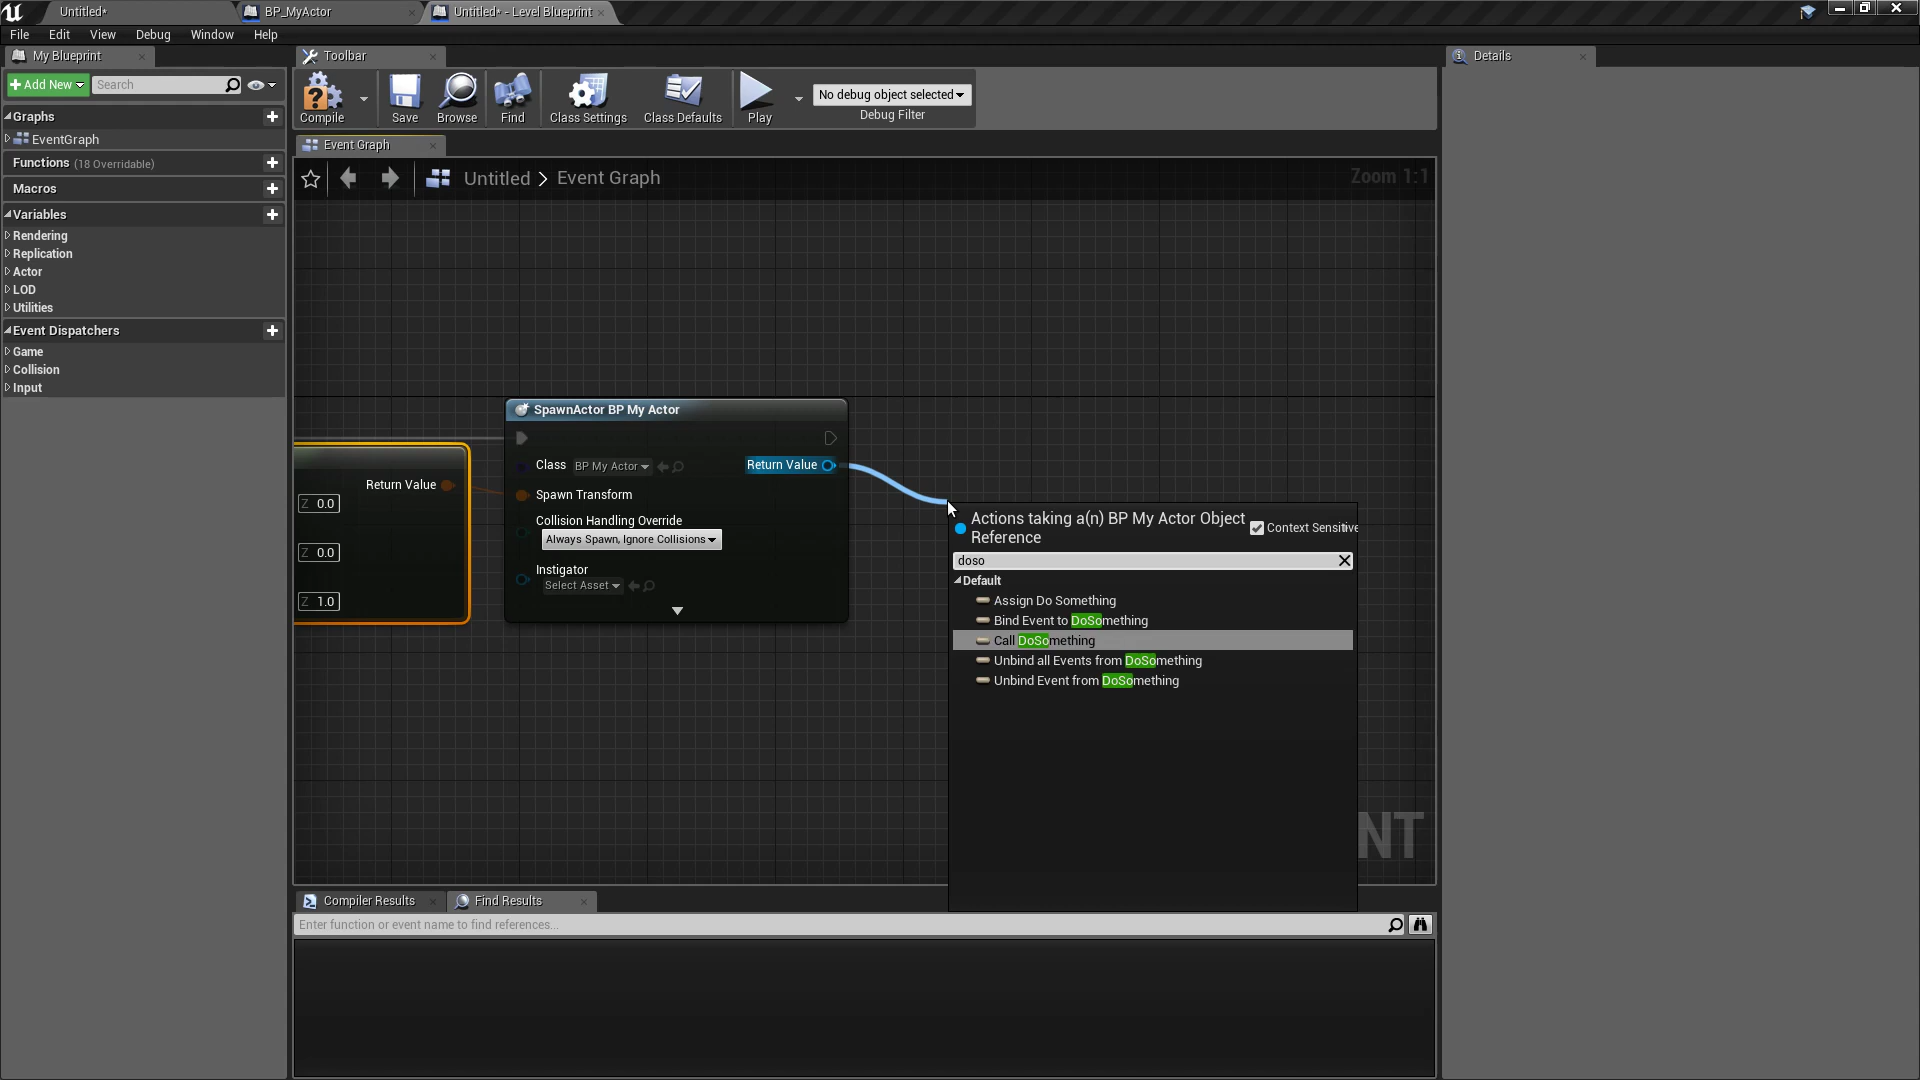 Untitled*
BP_MyActor
Untitled* - Level Blueprint
File Edit View Debug Window Help
My Blueprint
Add New
Search
Graphs
EventGraph
Functions (18 Overridable)
Macros
Variables
Rendering
Replication
Actor
LOD
Utilities
Event Dispatchers
Game
Collision
Input
Toolbar
Compile
Save
Browse
Find
Class Settings
Class Defaults
Play
No debug object selected
Debug Filter
Event Graph
Untitled > Event Graph
Zoom 1:1
Return Value
Z 0.0
Z 0.0
Z 1.0
SpawnActor BP My Actor
Class BP My Actor
Return Value
Spawn Transform
Collision Handling Override
Always Spawn, Ignore Collisions
Instigator
Select Asset
Actions taking a(n) BP My Actor Object
Reference
Context Sensitive
doso
Default
Assign Do Something
Bind Event to DoSomething
Call DoSomething
Unbind all Events from DoSomething
Unbind Event from DoSomething
NT
Compiler Results
Find Results
Enter function or event name to find references...
Details